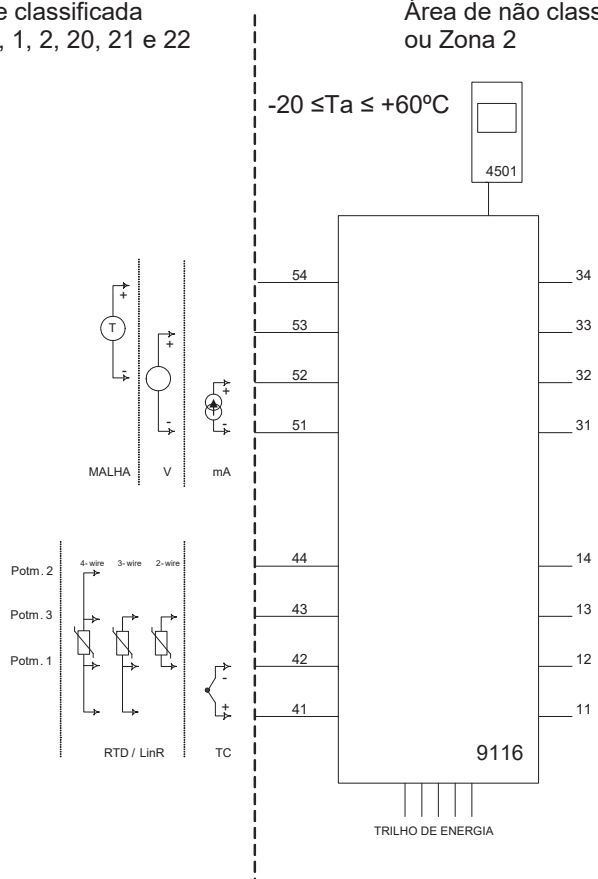 e classificada
, 1, 2, 20, 21 e 22
Área de não class
ou Zona 2
-20 ≤Ta ≤ +60ºC
4501
54
53
52
51
44
43
42
41
34
33
32
31
14
13
12
11
+
T
-
+
-
+
-
MALHA
V
mA
Potm. 2
Potm. 3
Potm. 1
4-wire
3-wire
2-wire
-
+
RTD / LinR
TC
9116
TRILHO DE ENERGIA